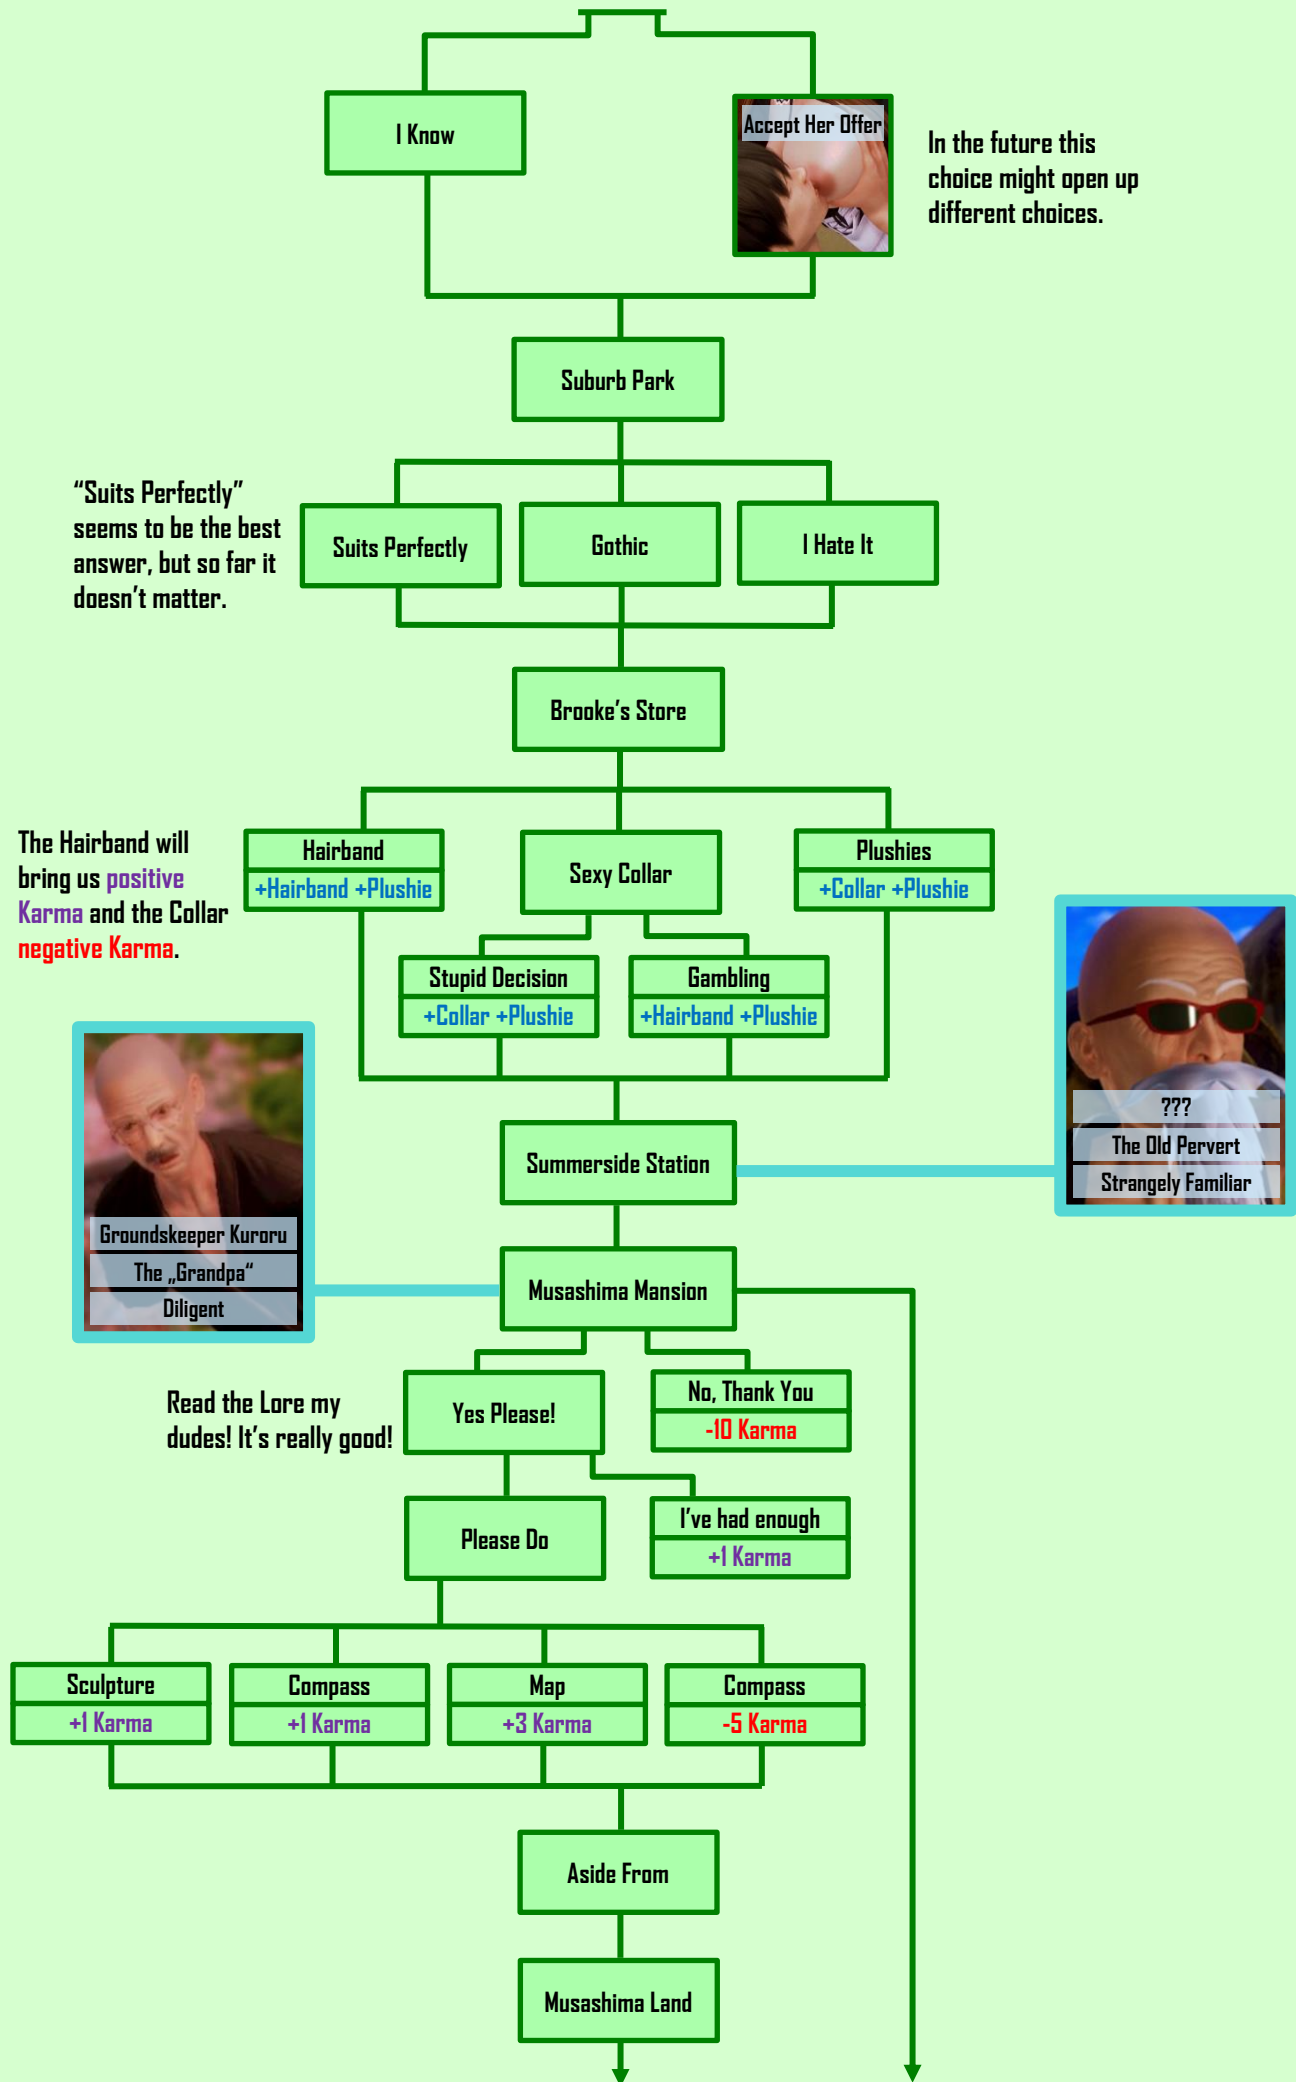 I Know
Accept Her Offer
In the future this
choice might open up
different choices.
Suburb Park
“Suits Perfectly”
seems to be the best
answer, but so far it
doesn’t matter.
Suits Perfectly
Gothic
I Hate It
Brooke’s Store
The Hairband will
bring us positive
Karma and the Collar
negative Karma.
Hairband
+Hairband +Plushie
Sexy Collar
Plushies
+Collar +Plushie
Stupid Decision
+Collar +Plushie
Gambling
+Hairband +Plushie
???
The Old Pervert
Strangely Familiar
Summerside Station
Groundskeeper Kuroru
The „Grandpa“
Diligent
Musashima Mansion
Read the Lore my
dudes! It’s really good!
Yes Please!
No, Thank You
-10 Karma
Please Do
I’ve had enough
+1 Karma
Sculpture
+1 Karma
Compass
+1 Karma
Map
+3 Karma
Compass
-5 Karma
Aside From
Musashima Land